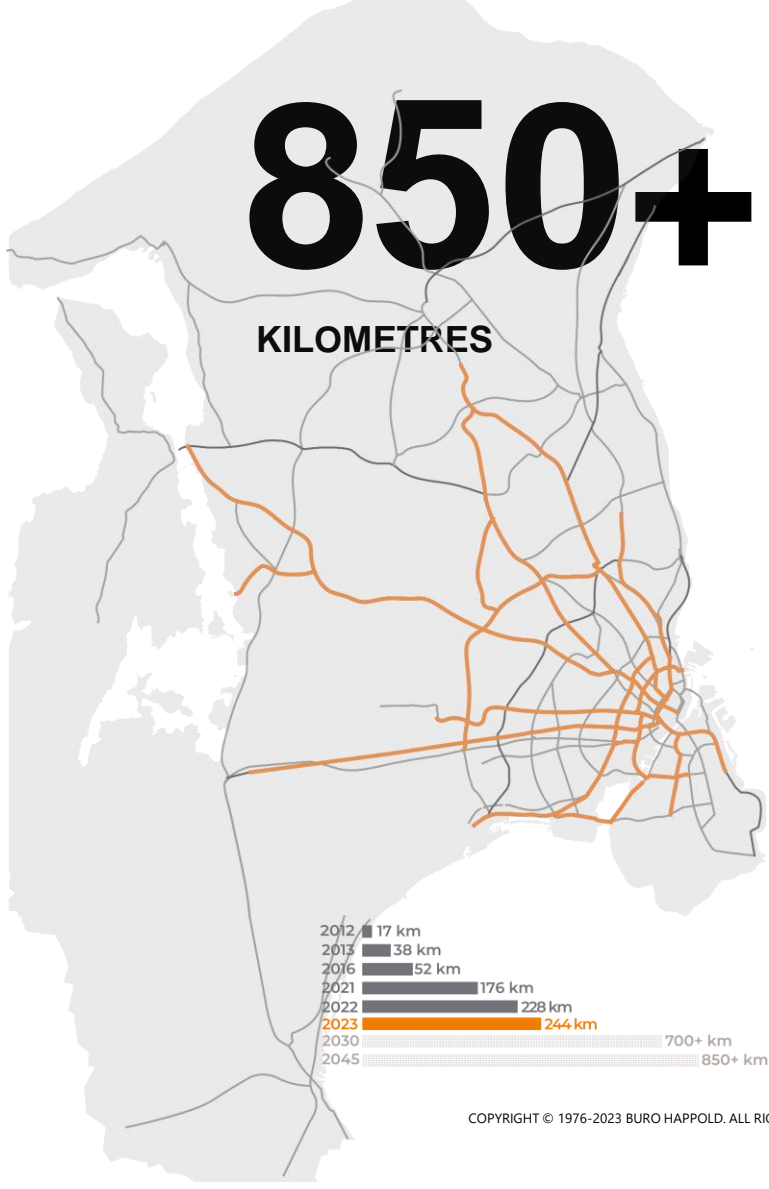 850+
KILOMETRES
2012 17 km
2013 38 km
2016 52 km
2021 176 km
2022 228 km
2023 244 km
2030 700+ km
2045 850+ km
COPYRIGHT © 1976-2023 BURO HAPPOLD. ALL